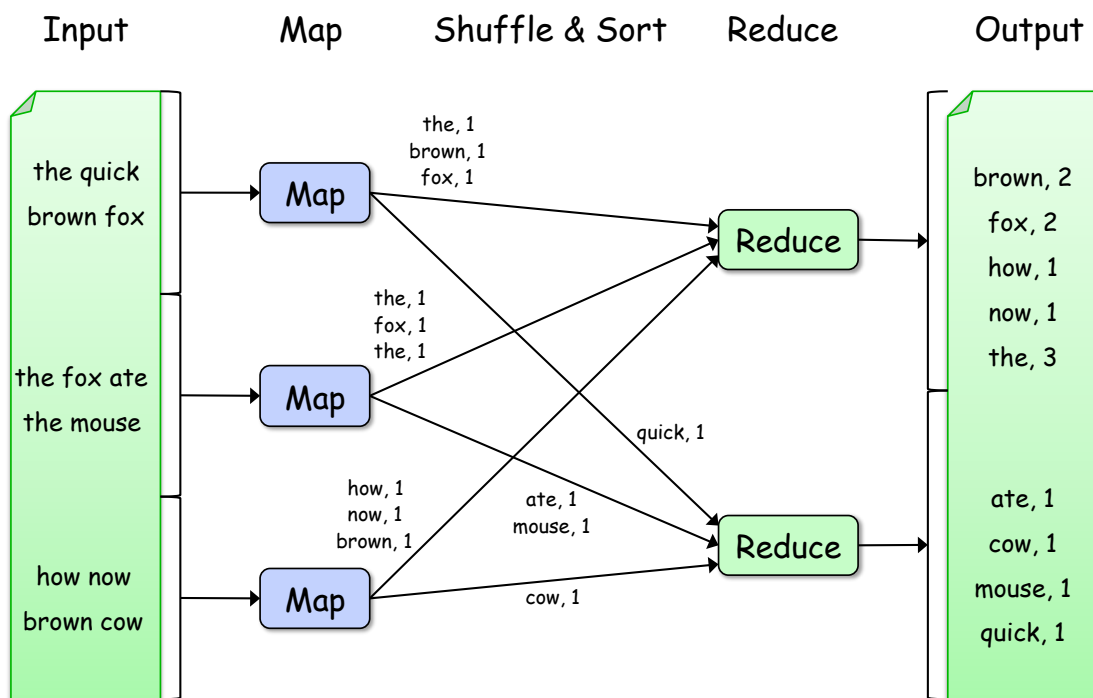 Input Map Shuffle & Sort Reduce Output
the quick
brown fox
the fox ate
the mouse
how now
brown cow
Map
Map
Map
the, 1
brown, 1
fox, 1
the, 1
fox, 1
the, 1
how, 1
now, 1
brown, 1
quick, 1
ate, 1
mouse, 1
cow, 1
Reduce
Reduce
brown, 2
fox, 2
how, 1
now, 1
the, 3
ate, 1
cow, 1
mouse, 1
quick, 1